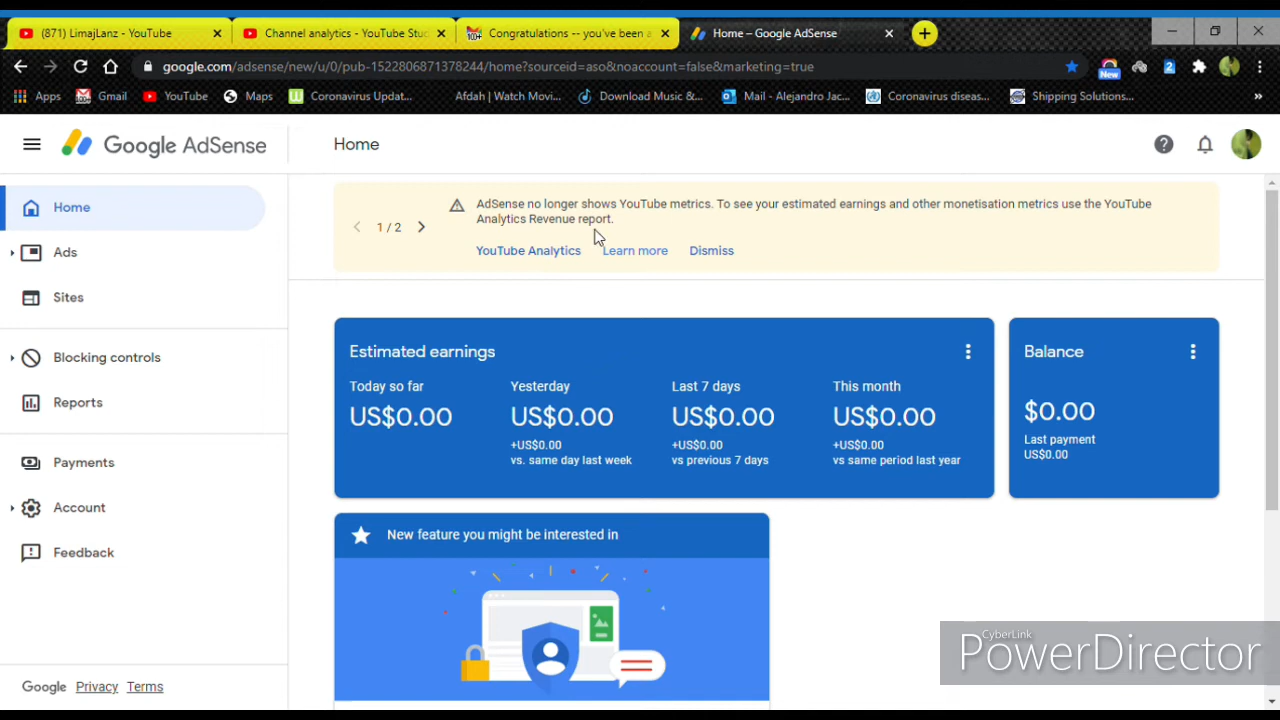 (871) LimajLanz - YouTube
Channel analytics - YouTube Stuc
Congratulations -- you've been a
Home – Google AdSense
google.com/adsense/new/u/0/pub-1522806871378244/home?sourceid=aso&noaccount=false&marketing=true
New
2
Apps
Gmail
YouTube
Maps
Coronavirus Updat...
Afdah | Watch Movi...
Download Music &...
Mail - Alejandro Jac...
Coronavirus diseas...
Shipping Solutions...
»
Google AdSense
Home
Home
Ads
Sites
Blocking controls
Reports
Payments
Account
Feedback
Google Privacy Terms
1 / 2
AdSense no longer shows YouTube metrics. To see your estimated earnings and other monetisation metrics use the YouTube
Analytics Revenue report.
YouTube Analytics Learn more Dismiss
Estimated earnings
Today so far
US$0.00
Yesterday
US$0.00
+US$0.00
vs. same day last week
Last 7 days
US$0.00
+US$0.00
vs previous 7 days
This month
US$0.00
+US$0.00
vs same period last year
Balance
$0.00
Last payment
US$0.00
New feature you might be interested in
CyberLink
PowerDirector